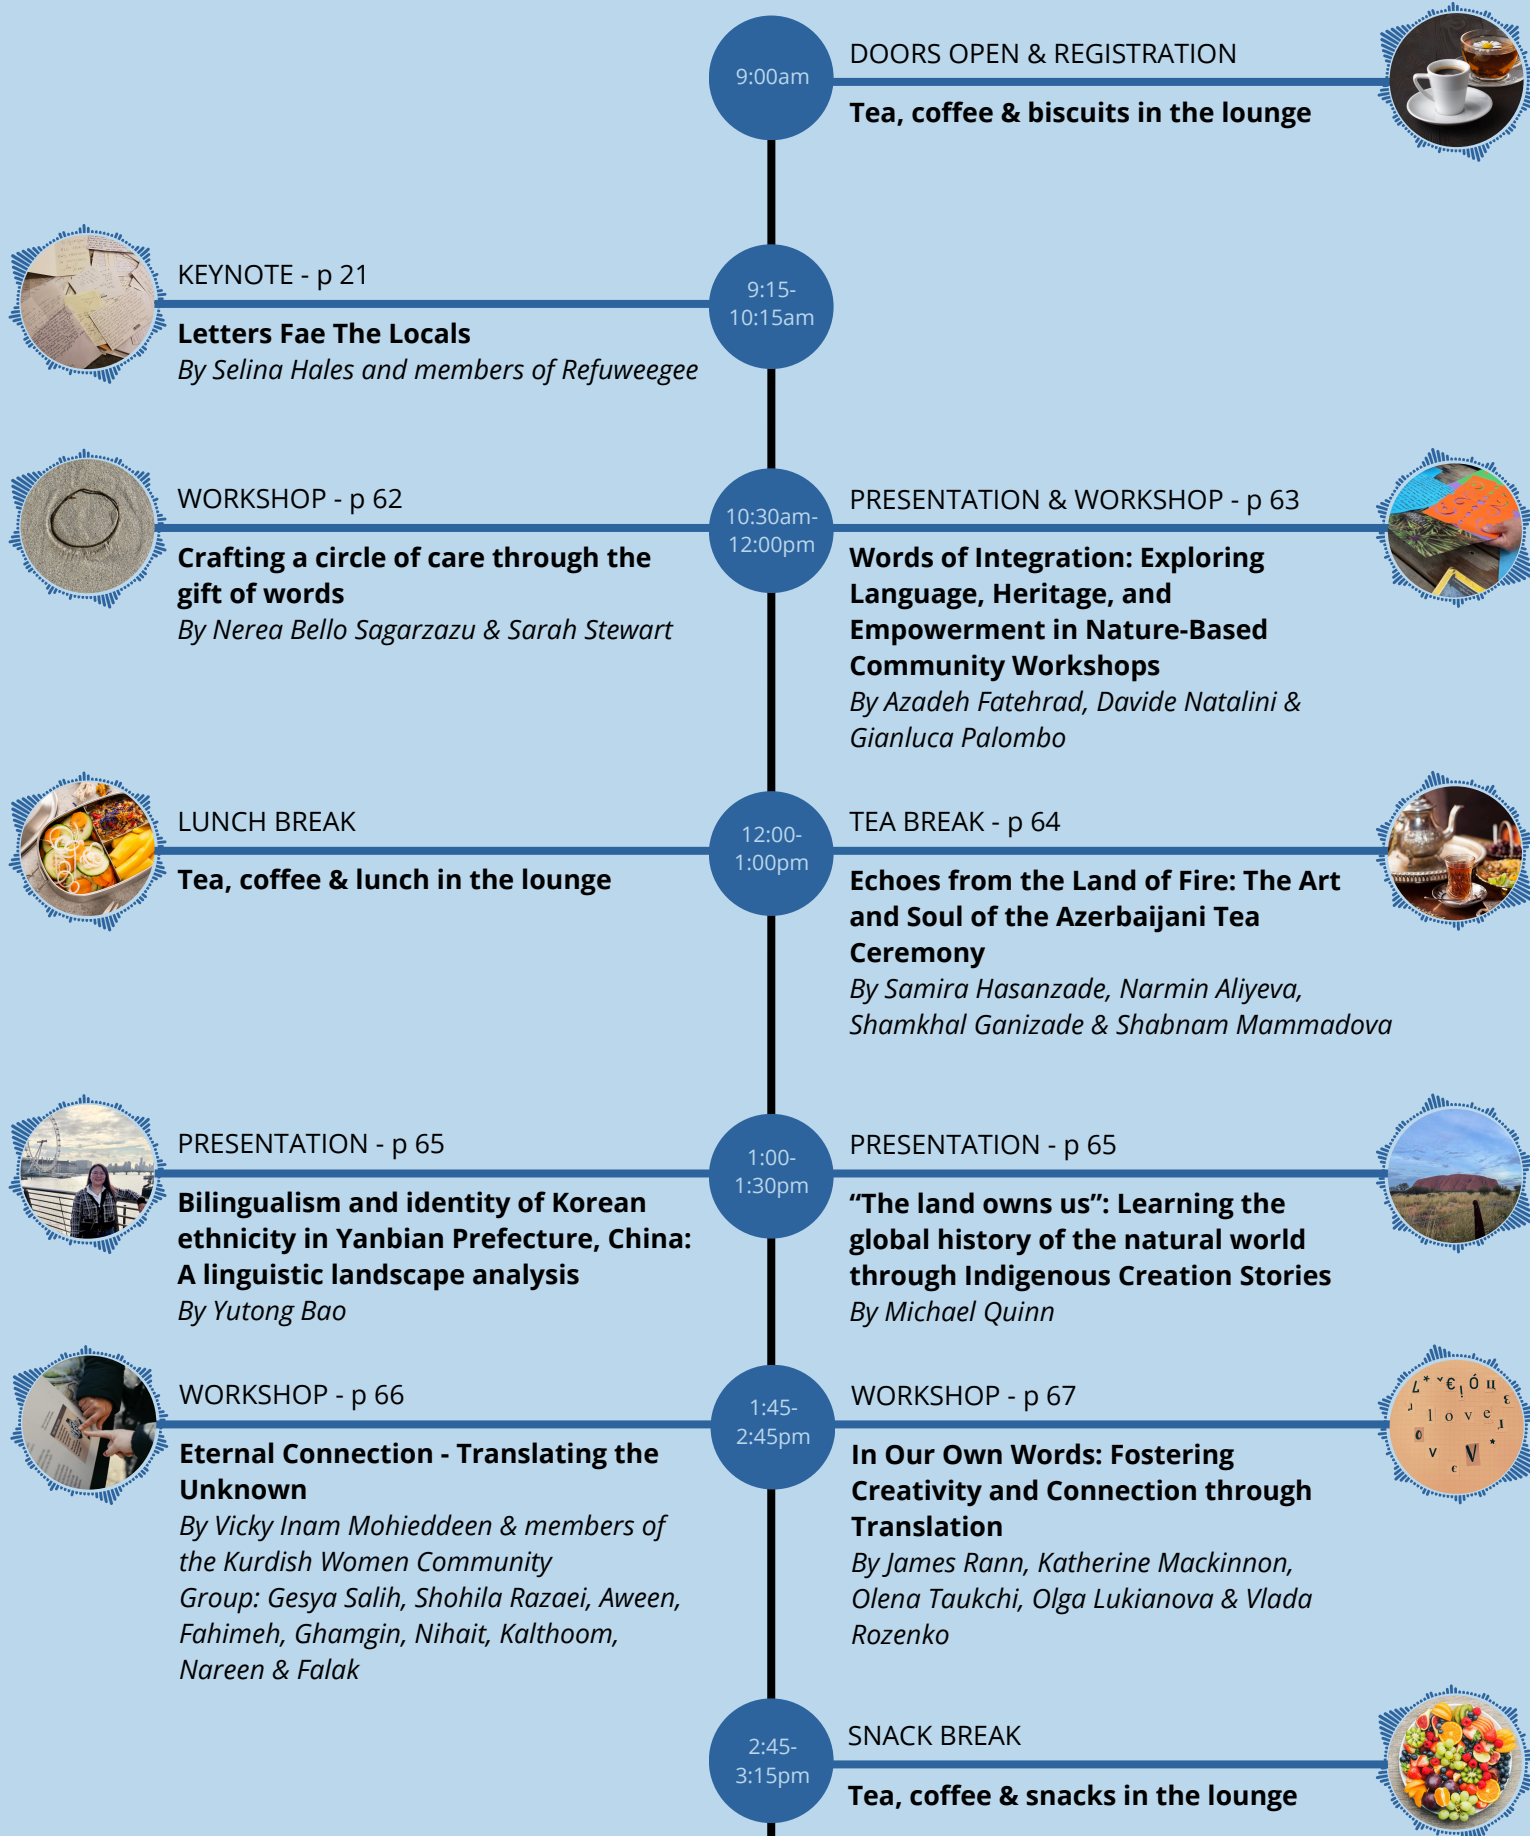 9:00am
DOORS OPEN & REGISTRATION
Tea, coffee & biscuits in the lounge
9:15-
10:15am
KEYNOTE - p 21
Letters Fae The Locals
By Selina Hales and members of Refuweegee
10:30am-
12:00pm
WORKSHOP - p 62
Crafting a circle of care through the
gift of words
By Nerea Bello Sagarzazu & Sarah Stewart
PRESENTATION & WORKSHOP - p 63
Words of Integration: Exploring
Language, Heritage, and
Empowerment in Nature-Based
Community Workshops
By Azadeh Fatehrad, Davide Natalini &
Gianluca Palombo
12:00-
1:00pm
LUNCH BREAK
Tea, coffee & lunch in the lounge
TEA BREAK - p 64
Echoes from the Land of Fire: The Art
and Soul of the Azerbaijani Tea
Ceremony
By Samira Hasanzade, Narmin Aliyeva,
Shamkhal Ganizade & Shabnam Mammadova
1:00-
1:30pm
PRESENTATION - p 65
Bilingualism and identity of Korean
ethnicity in Yanbian Prefecture, China:
A linguistic landscape analysis
By Yutong Bao
PRESENTATION - p 65
“The land owns us”: Learning the
global history of the natural world
through Indigenous Creation Stories
By Michael Quinn
1:45-
2:45pm
WORKSHOP - p 66
Eternal Connection - Translating the
Unknown
By Vicky Inam Mohieddeen & members of
the Kurdish Women Community
Group: Gesya Salih, Shohila Razaei, Aween,
Fahimeh, Ghamgin, Nihait, Kalthoom,
Nareen & Falak
WORKSHOP - p 67
In Our Own Words: Fostering
Creativity and Connection through
Translation
By James Rann, Katherine Mackinnon,
Olena Taukchi, Olga Lukianova & Vlada
Rozenko
love
2:45-
3:15pm
SNACK BREAK
Tea, coffee & snacks in the lounge